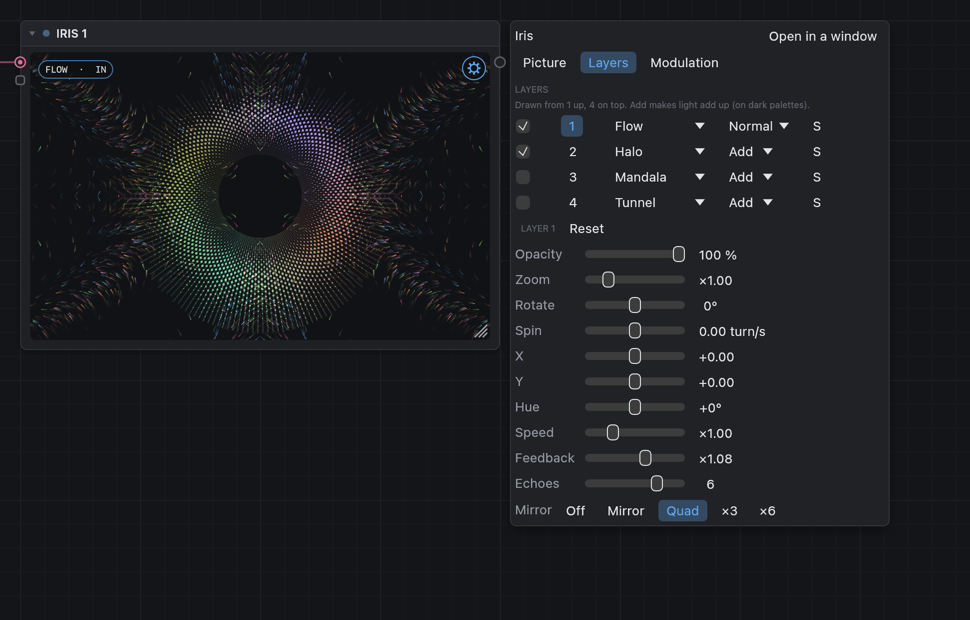 IRIS 1
FLOW · IN
Iris Open in a window
Picture Layers Modulation
LAYERS
Drawn from 1 up, 4 on top. Add makes light add up (on dark palettes).
1 Flow Normal S
2 Halo Add S
3 Mandala Add S
4 Tunnel Add S
LAYER 1 Reset
Opacity 100 %
Zoom ×1.00
Rotate 0°
Spin 0.00 turn/s
X +0.00
Y +0.00
Hue +0°
Speed ×1.00
Feedback ×1.08
Echoes 6
Mirror Off Mirror Quad ×3 ×6